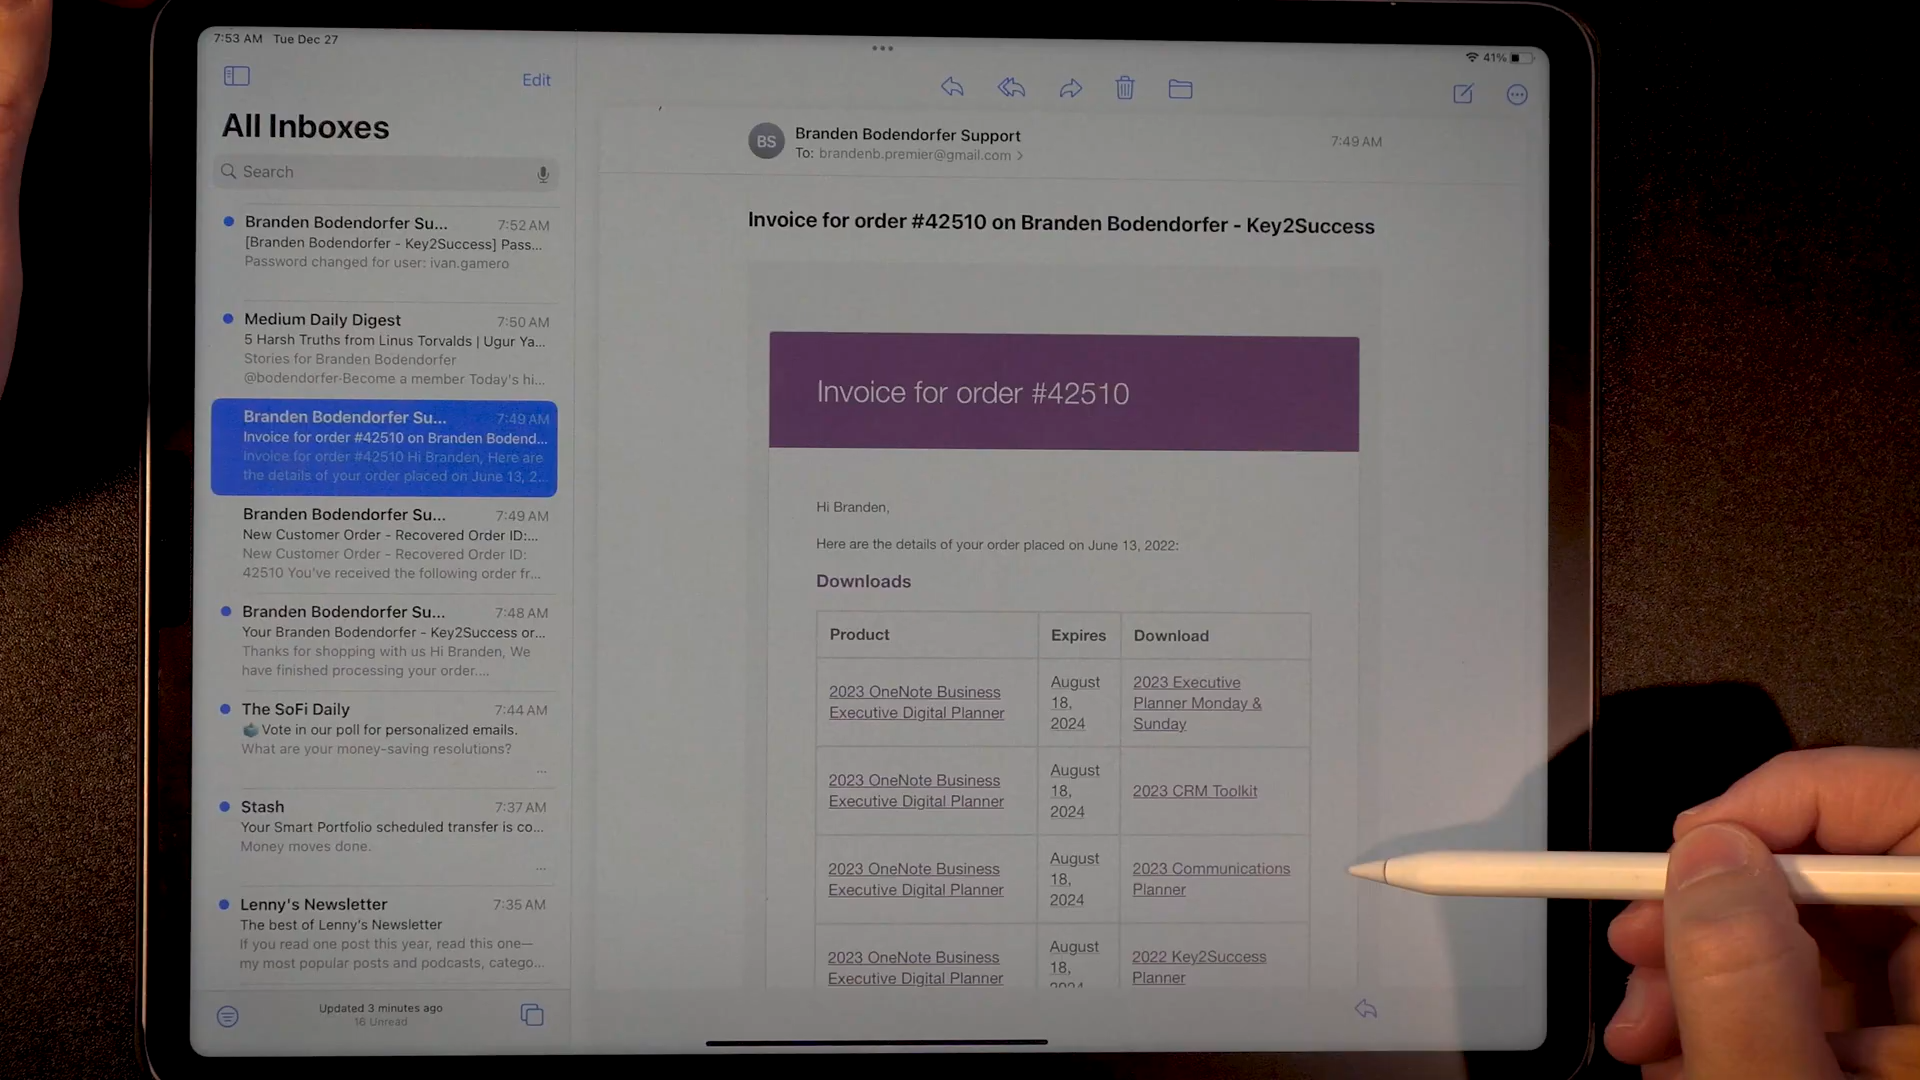 7:53 AM Tue Dec 27
41%
Edit
All Inboxes
Search
Branden Bodendorfer Su... 7:52 AM
[Branden Bodendorfer - Key2Success] Pass...
Password changed for user: ivan.gamero
Medium Daily Digest 7:50 AM
5 Harsh Truths from Linus Torvalds | Ugur Ya...
Stories for Branden Bodendorfer
@bodendorfer·Become a member Today's hi...
Branden Bodendorfer Su... 7:49 AM
Invoice for order #42510 on Branden Bodend...
Invoice for order #42510 Hi Branden, Here are
the details of your order placed on June 13, 2...
Branden Bodendorfer Su... 7:49 AM
New Customer Order - Recovered Order ID:...
New Customer Order - Recovered Order ID:
42510 You've received the following order fr...
Branden Bodendorfer Su... 7:48 AM
Your Branden Bodendorfer - Key2Success or...
Thanks for shopping with us Hi Branden, We
have finished processing your order....
The SoFi Daily 7:44 AM
Vote in our poll for personalized emails.
What are your money-saving resolutions?
...
Stash 7:37 AM
Your Smart Portfolio scheduled transfer is co...
Money moves done.
...
Lenny's Newsletter 7:35 AM
The best of Lenny's Newsletter
If you read one post this year, read this one—
my most popular posts and podcasts, catego...
Updated 3 minutes ago
16 Unread
BS
Branden Bodendorfer Support 7:49 AM
To: brandenb.premier@gmail.com >
Invoice for order #42510 on Branden Bodendorfer - Key2Success
Invoice for order #42510
Hi Branden,
Here are the details of your order placed on June 13, 2022:
Downloads
Product Expires Download
2023 OneNote Business
Executive Digital Planner
August
18,
2024
2023 Executive
Planner Monday &
Sunday
2023 OneNote Business
Executive Digital Planner
August
18,
2024
2023 CRM Toolkit
2023 OneNote Business
Executive Digital Planner
August
18,
2024
2023 Communications
Planner
2023 OneNote Business
Executive Digital Planner
August
18,
2024
2022 Key2Success
Planner